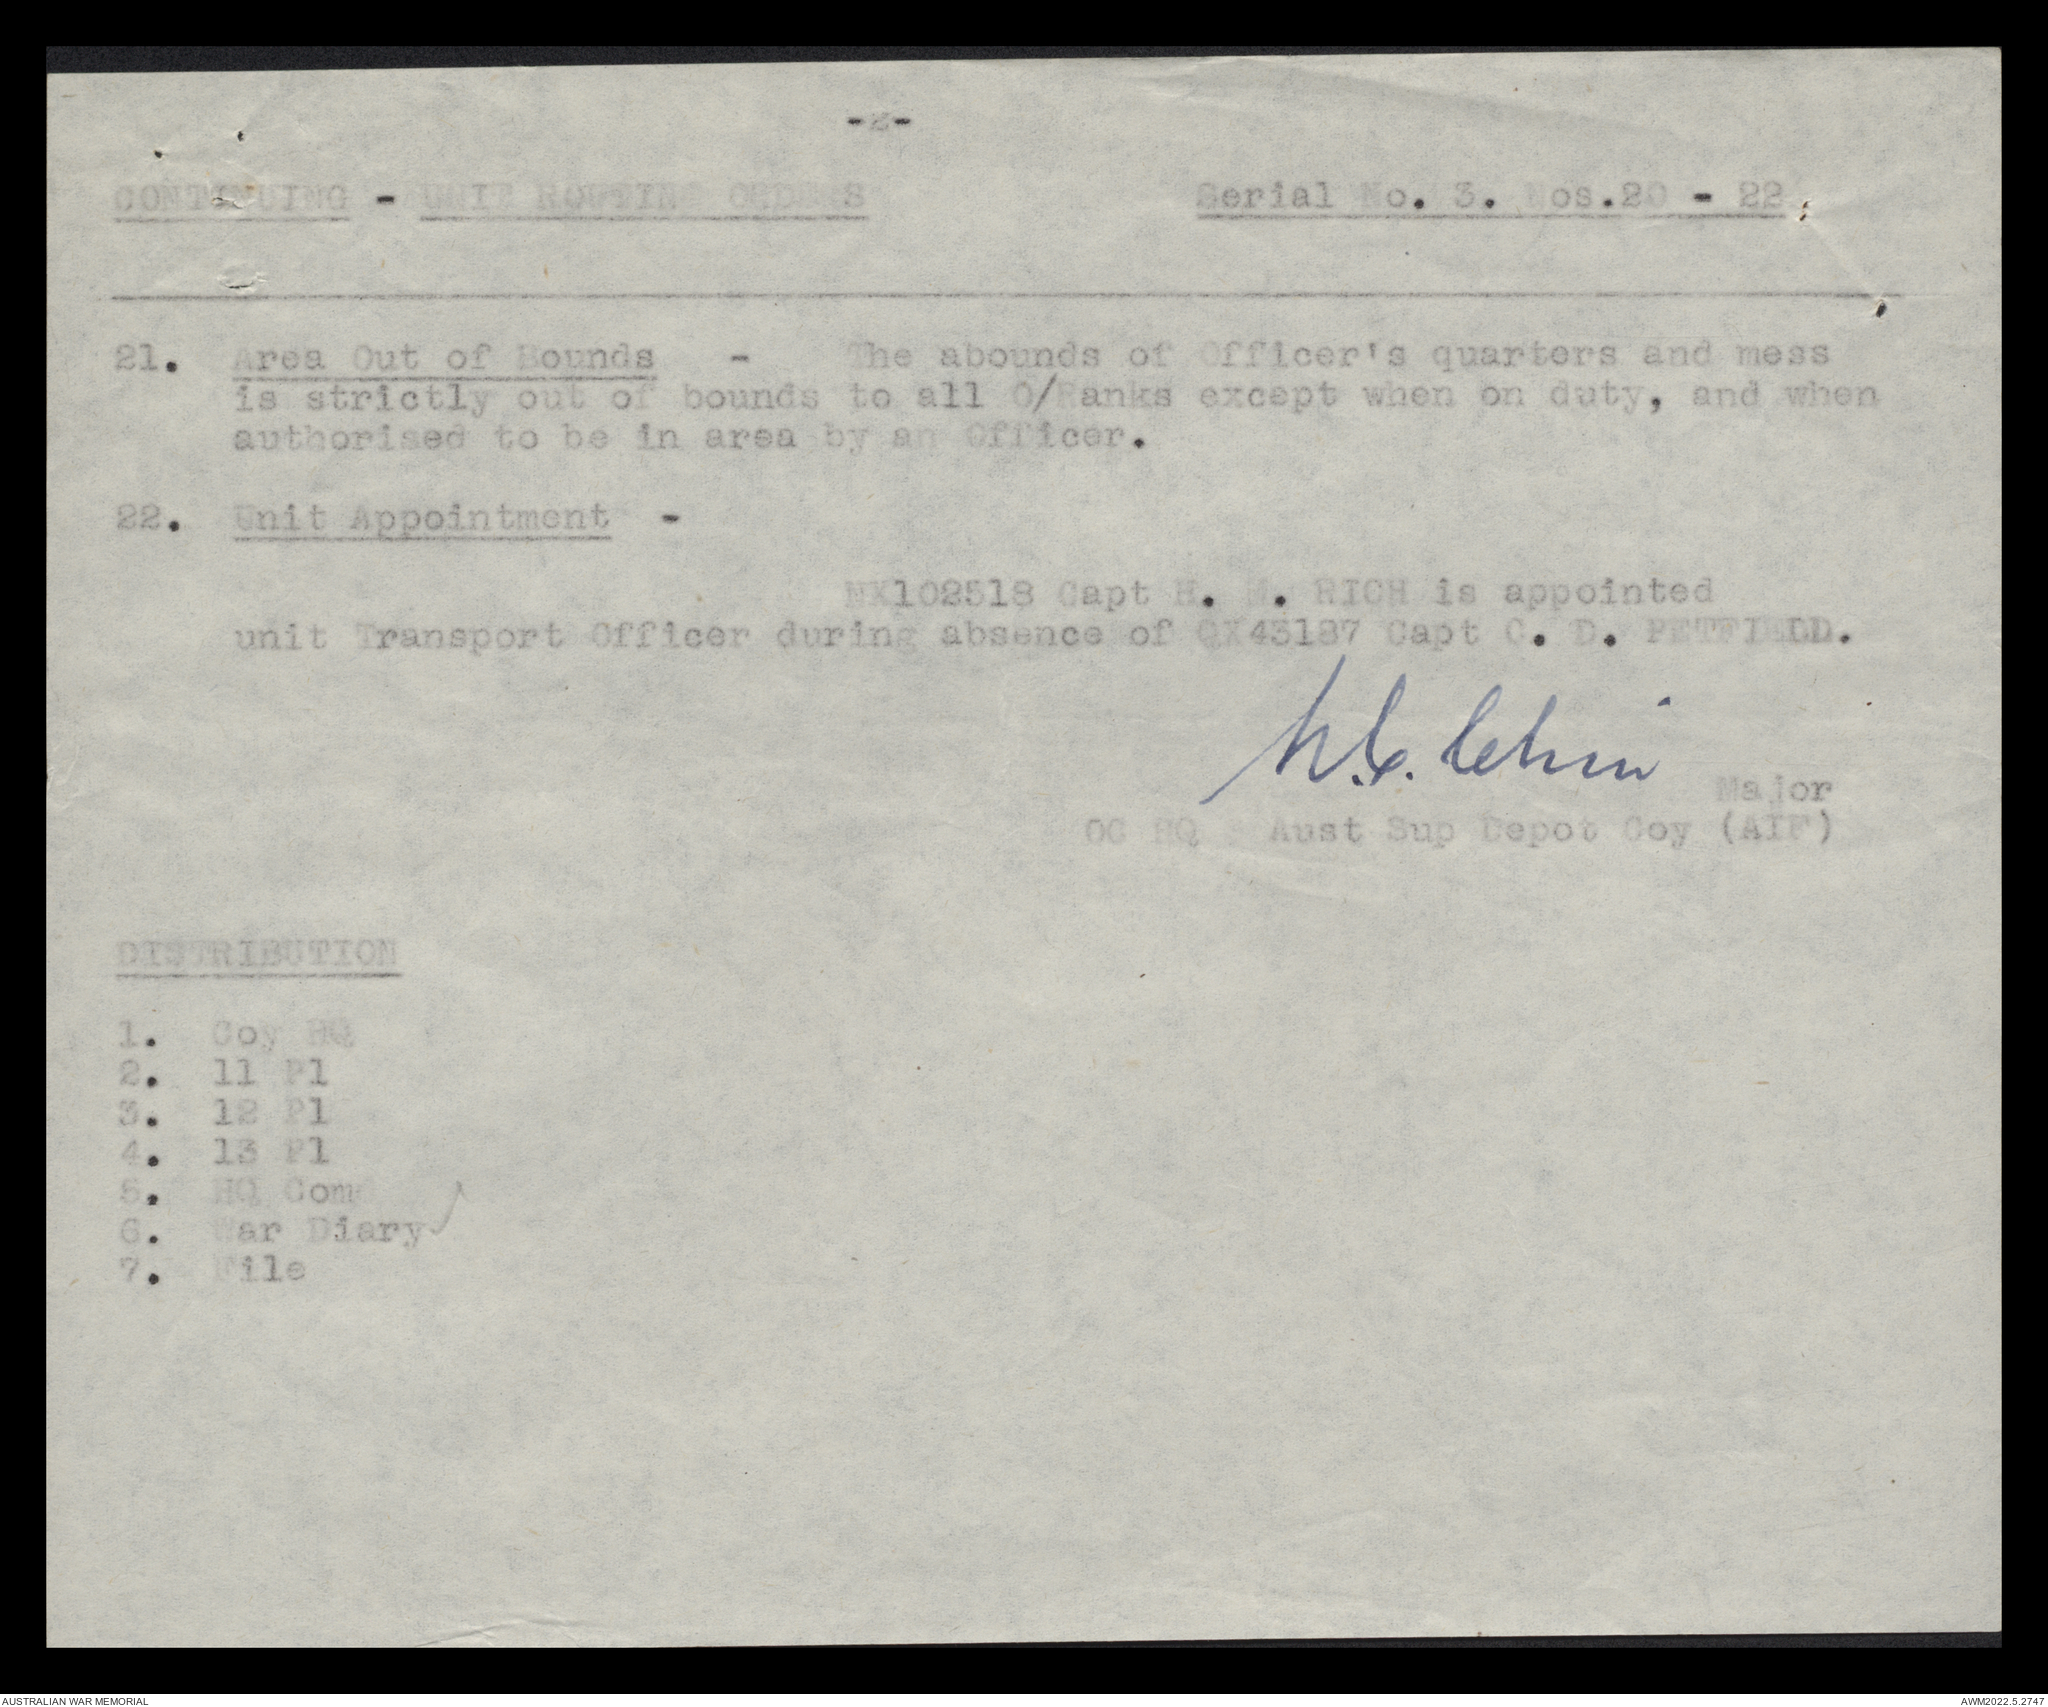 -2-
CONTINUING - UNIT ROUTINE ORDERS Serial No. 3. Nos.20 - 22
21. Area Out of Bounds - The abounds of Officer's quarters and mess
is strictly out of bounds to all O/Ranks except when on duty, and when
authorised to be in area by an Officer.
22. Unit Appointment -
NX102518 Capt H. M. RICH is appointed
unit Transport Officer during absence of QX43187 Capt C. D. PETFIELD.
Major
OC HQ Aust Sup Depot Coy (AIF)
DISTRIBUTION
1. Coy HQ
2. 11 Pl
3. 12 Pl
4. 13 Pl
5. HQ Comd
6. War Diary
7. File
AUSTRALIAN WAR MEMORIAL AWM2022.5.2747